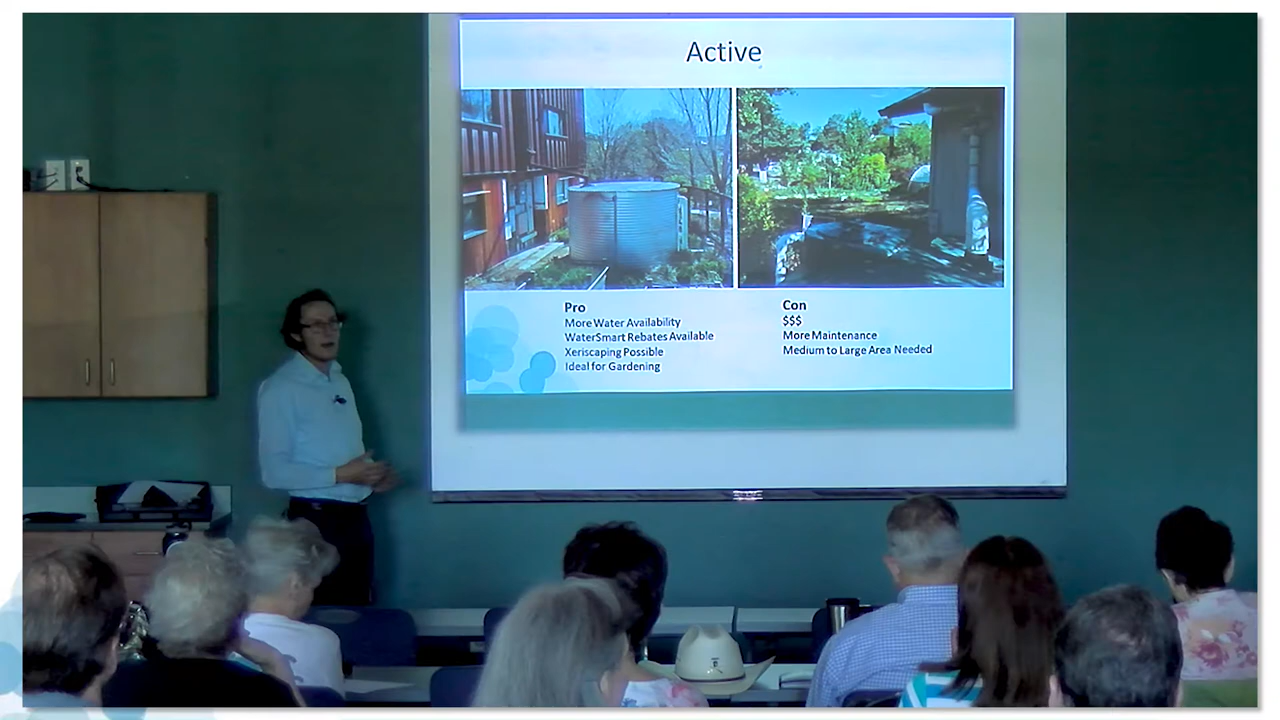 Active
Pro
More Water Availability
WaterSmart Rebates Available
Xeriscaping Possible
Ideal for Gardening
Con
$$$
More Maintenance
Medium to Large Area Needed